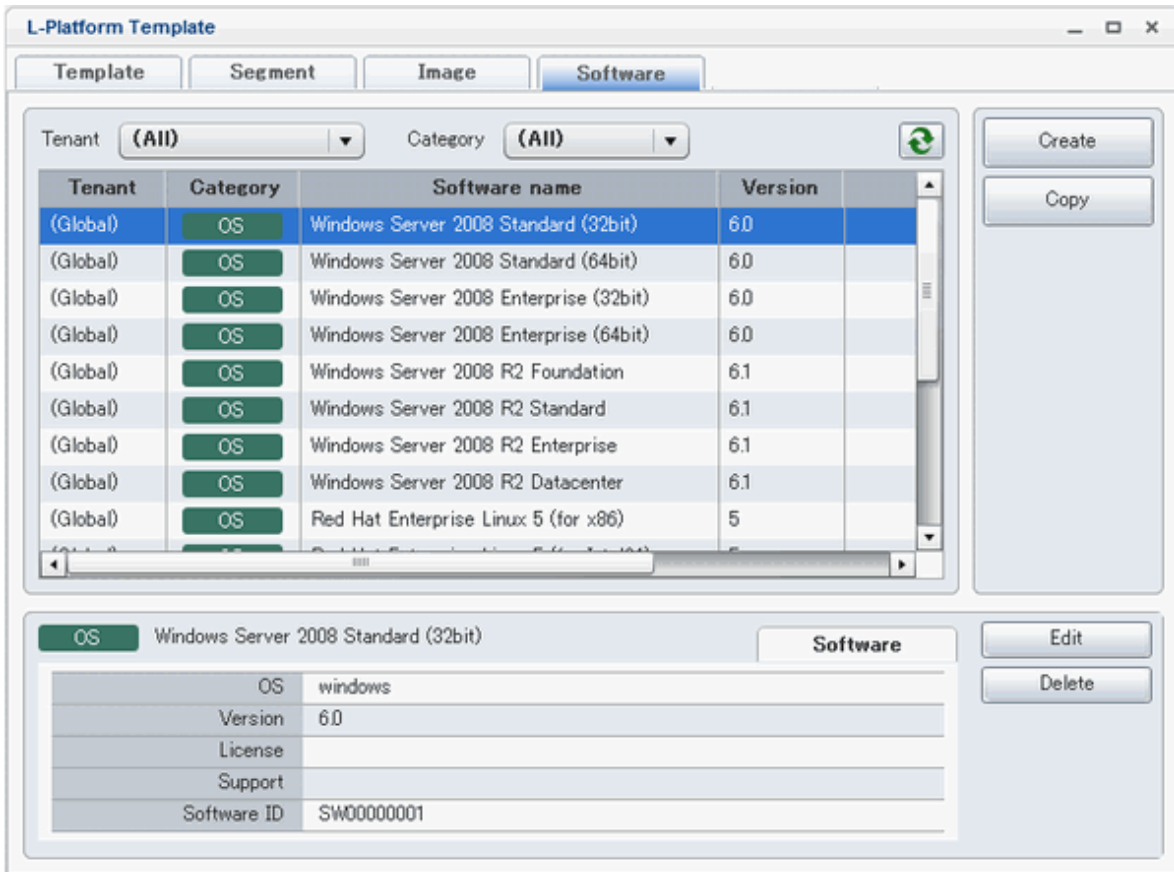 L-Platform Template
Template Segment Image Software
Tenant (All) Category (All)
Create
Copy
Tenant Category Software name Version
(Global) OS Windows Server 2008 Standard (32bit) 6.0
(Global) OS Windows Server 2008 Standard (64bit) 6.0
(Global) OS Windows Server 2008 Enterprise (32bit) 6.0
(Global) OS Windows Server 2008 Enterprise (64bit) 6.0
(Global) OS Windows Server 2008 R2 Foundation 6.1
(Global) OS Windows Server 2008 R2 Standard 6.1
(Global) OS Windows Server 2008 R2 Enterprise 6.1
(Global) OS Windows Server 2008 R2 Datacenter 6.1
(Global) OS Red Hat Enterprise Linux 5 (for x86) 5
OS Windows Server 2008 Standard (32bit) Software
Edit
Delete
OS windows
Version 6.0
License
Support
Software ID SW00000001